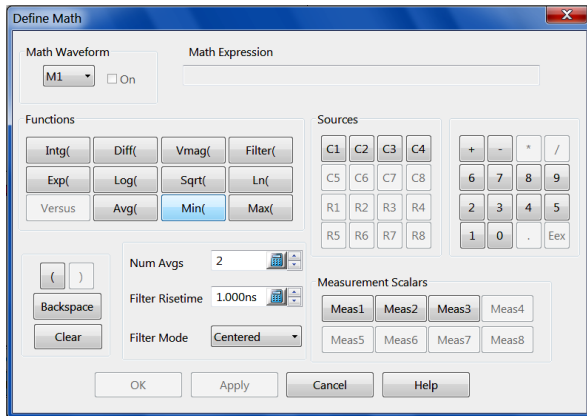 Define Math
Math Waveform
M1
On
Math Expression
Functions
Intg( Diff( Vmag( Filter(
Exp( Log( Sqrt( Ln(
Versus Avg( Min( Max(
Sources
C1 C2 C3 C4
C5 C6 C7 C8
R1 R2 R3 R4
R5 R6 R7 R8
+ - * /
6 7 8 9
2 3 4 5
1 0 . Eex
( )
Backspace
Clear
Num Avgs 2
Filter Risetime 1.000ns
Filter Mode Centered
Measurement Scalars
Meas1 Meas2 Meas3 Meas4
Meas5 Meas6 Meas7 Meas8
OK Apply Cancel Help